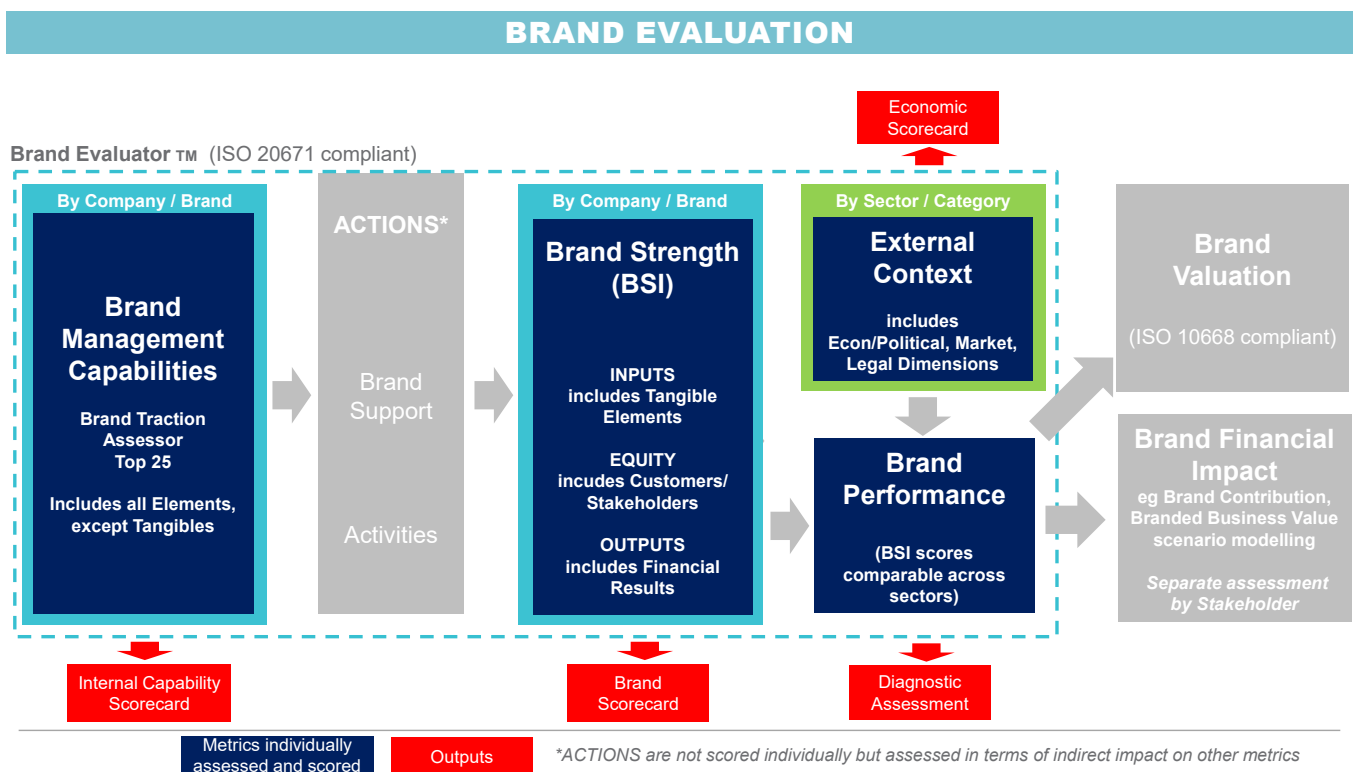 BRAND EVALUATION
Economic
Scorecard
Brand Evaluator TM (ISO 20671 compliant)
By Company / Brand
Brand
Management
Capabilities
Brand Traction
Assessor
Top 25
Includes all Elements,
except Tangibles
ACTIONS*
Brand
Support
Activities
By Company / Brand
Brand Strength
(BSI)
INPUTS
includes Tangible
Elements
EQUITY
incudes Customers/
Stakeholders
OUTPUTS
includes Financial
Results
By Sector / Category
External
Context
includes
Econ/Political, Market,
Legal Dimensions
Brand
Performance
(BSI scores
comparable across
sectors)
Brand
Valuation
(ISO 10668 compliant)
Brand Financial
Impact
eg Brand Contribution,
Branded Business Value
scenario modelling
Separate assessment
by Stakeholder
Internal Capability
Scorecard
Brand
Scorecard
Diagnostic
Assessment
Metrics individually
assessed and scored
Outputs
*ACTIONS are not scored individually but assessed in terms of indirect impact on other metrics